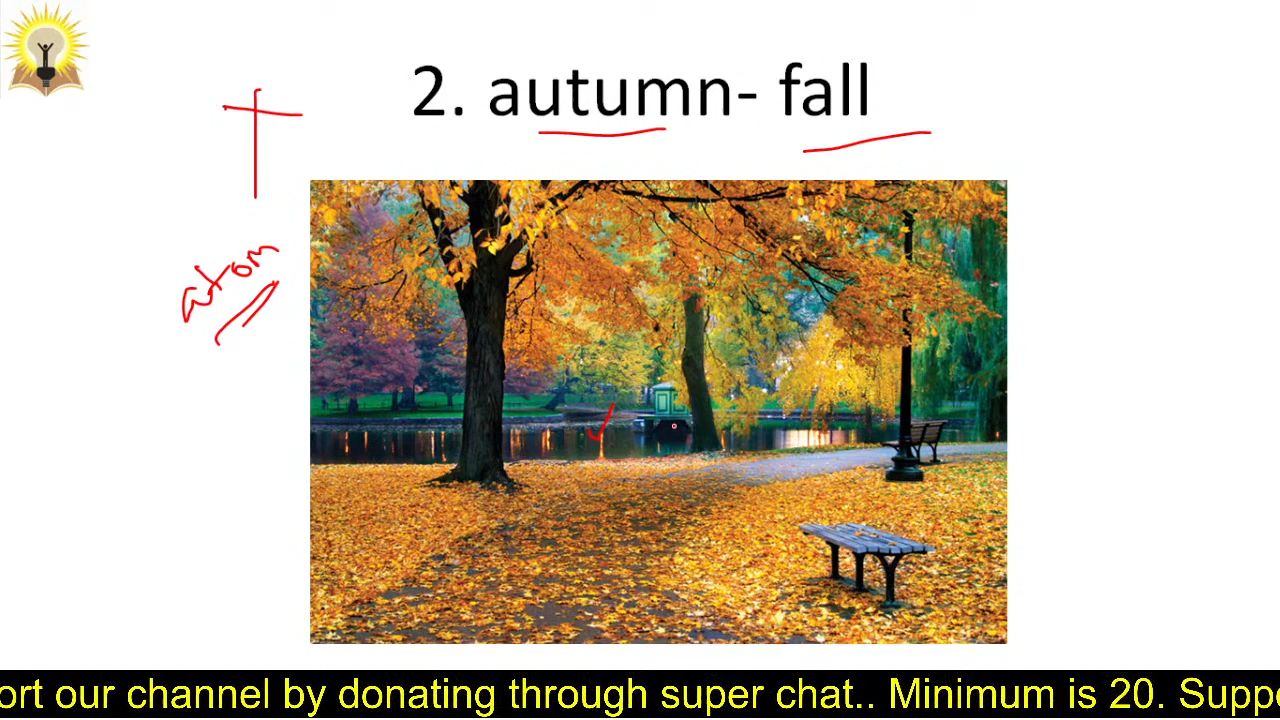 2. autumn- fall
T
atom
ort our channel by donating through super chat.. Minimum is 20. Suppo